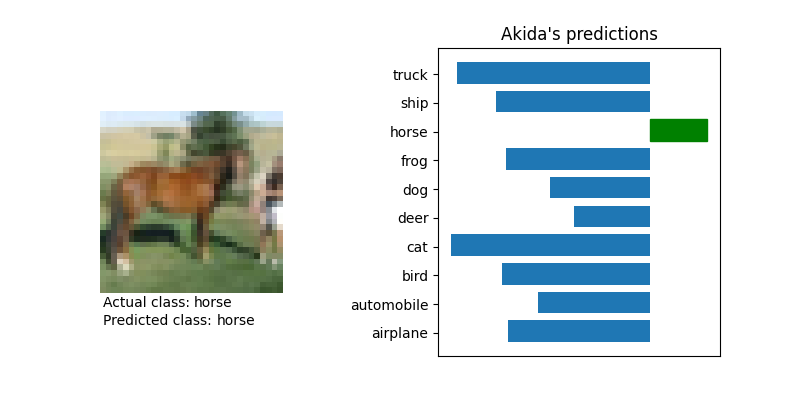 Akida's predictions
truck
ship
horse
frog
dog
deer
cat
bird
automobile
airplane
Actual class: horse
Predicted class: horse